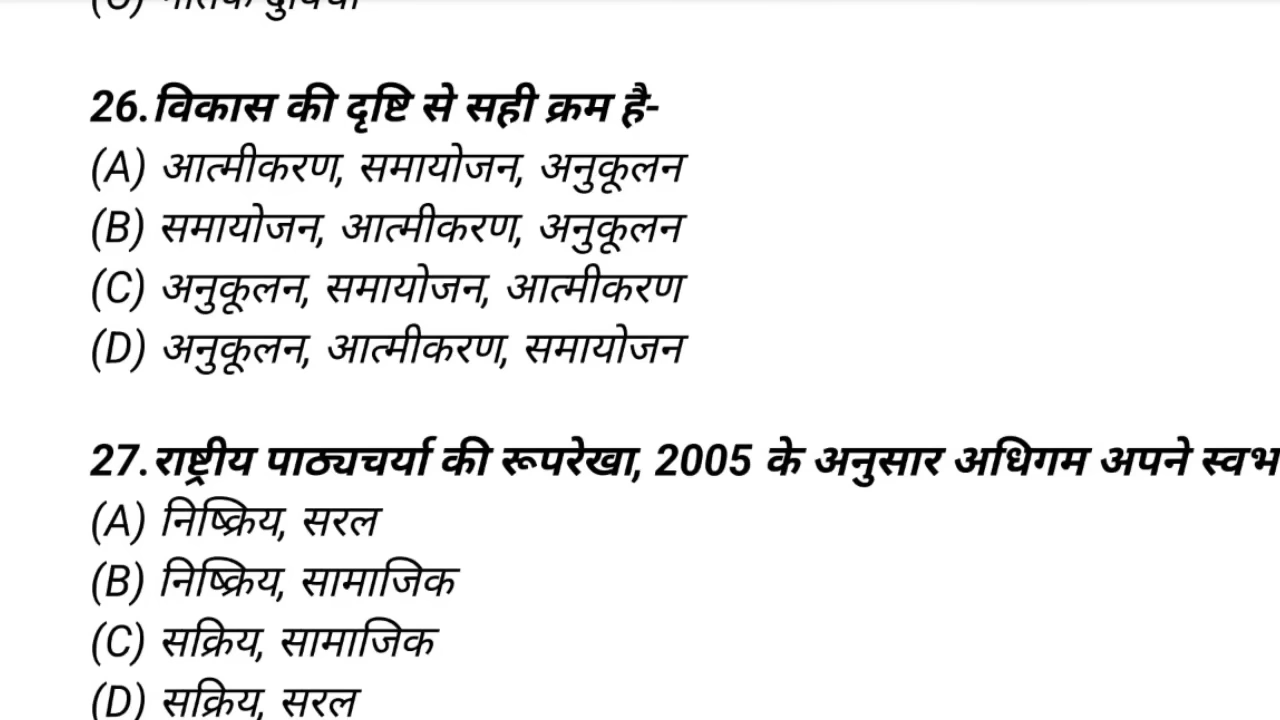 26. विकास की दृष्टि से सही क्रम है-
(A) आत्मीकरण, समायोजन, अनुकूलन
(B) समायोजन, आत्मीकरण, अनुकूलन
(C) अनुकूलन, समायोजन, आत्मीकरण
(D) अनुकूलन, आत्मीकरण, समायोजन
27. राष्ट्रीय पाठ्यचर्या की रूपरेखा, 2005 के अनुसार अधिगम अपने
(A) निष्क्रिय, सरल
(B) निष्क्रिय, सामाजिक
(C) सक्रिय, सामाजिक
(D) सक्रिय, सरल